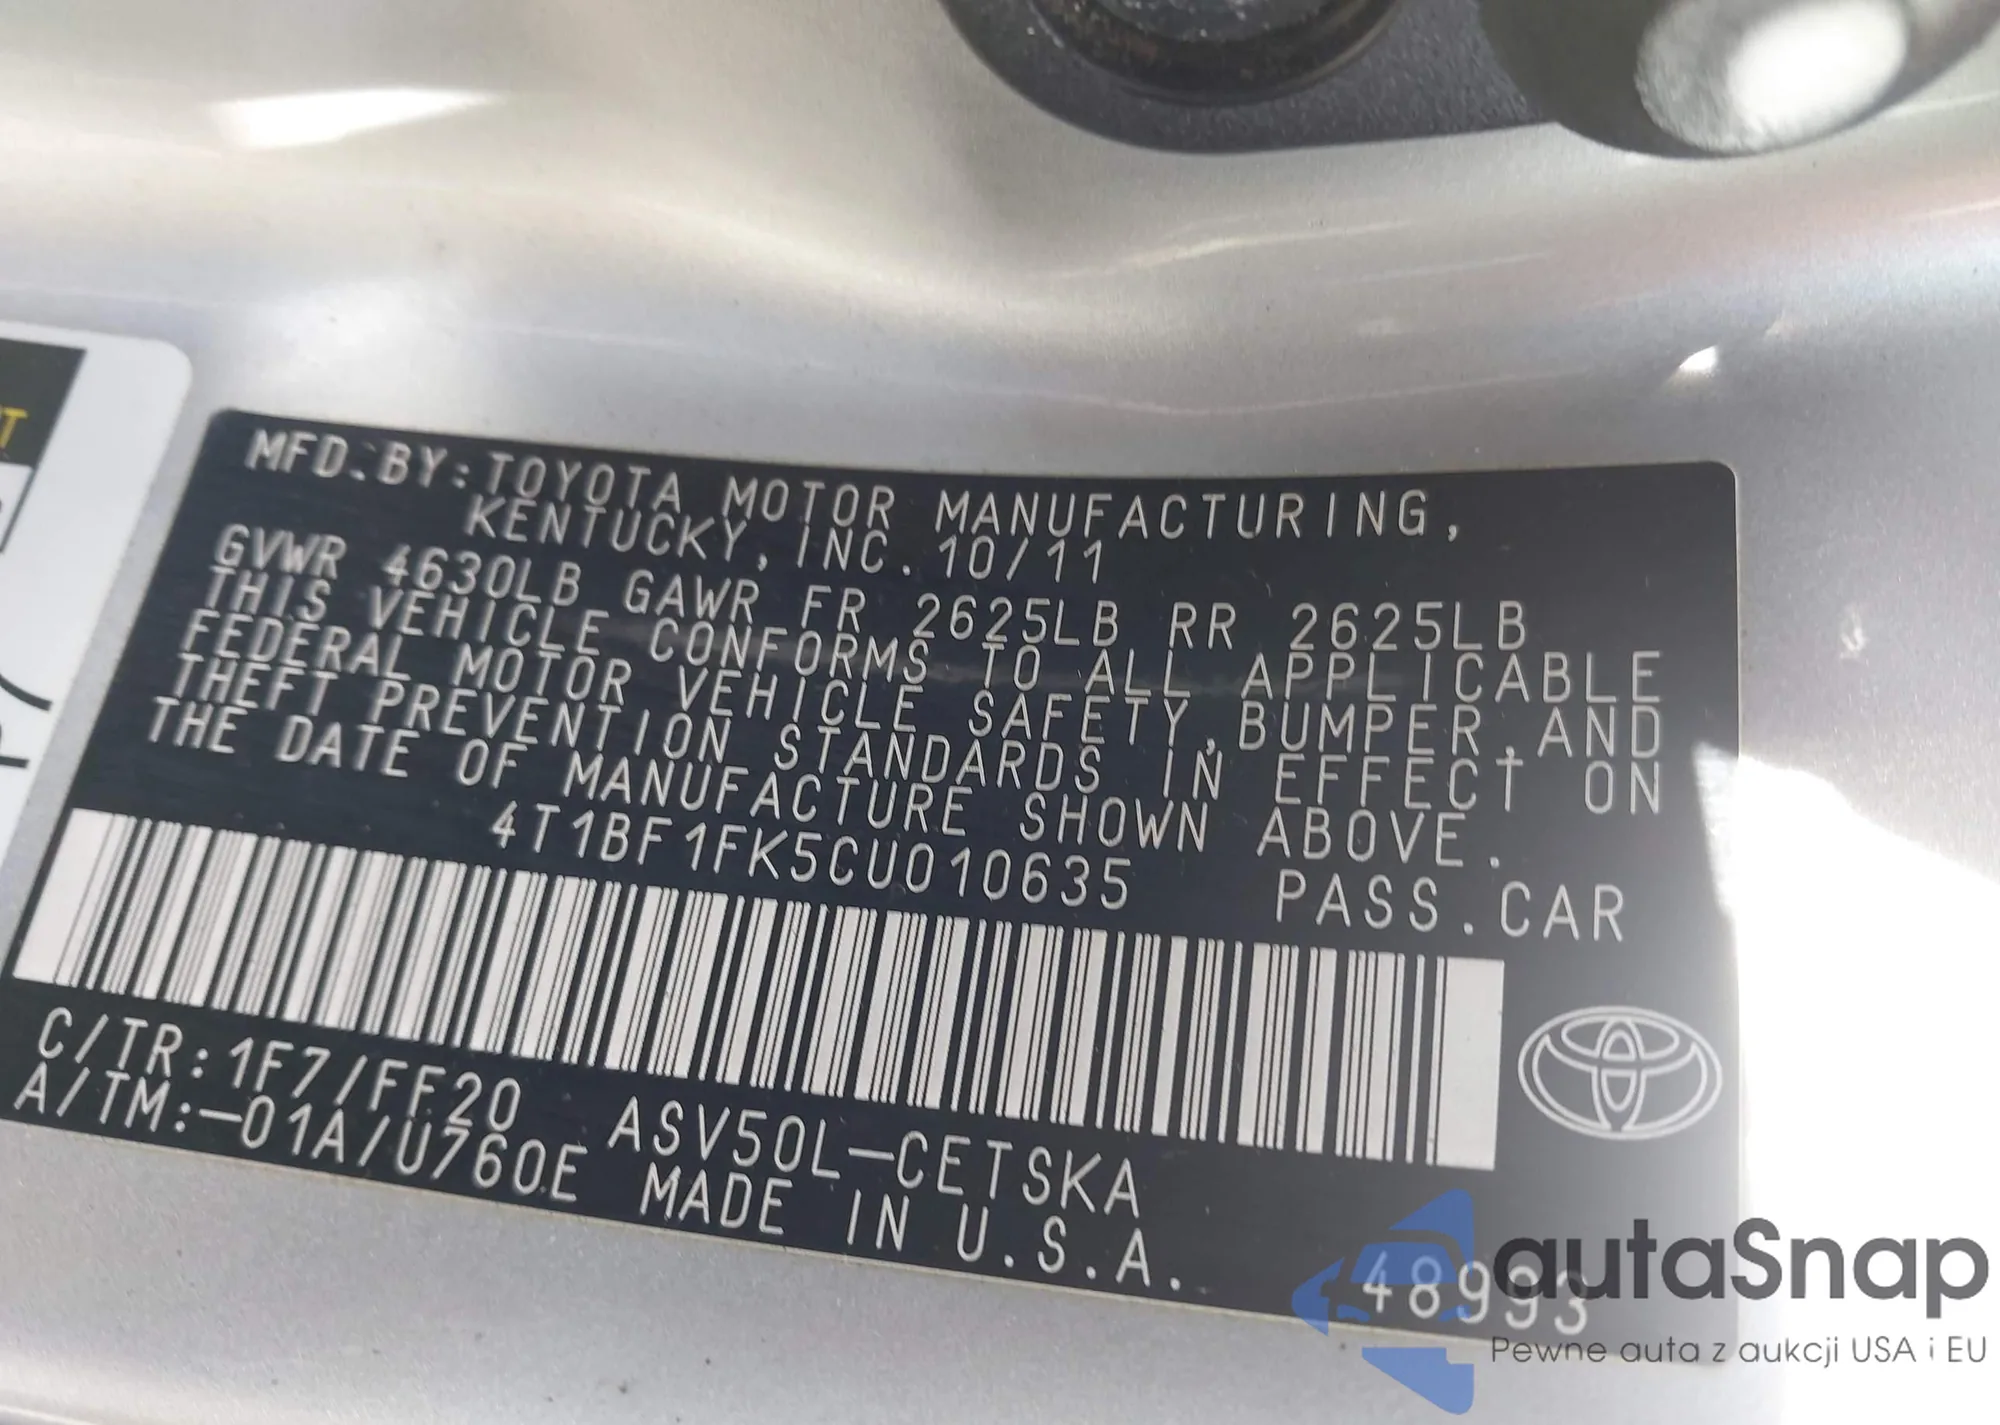 MFD. BY: TOYOTA MOTOR MANUFACTURING,
KENTUCKY, INC. 10/11
GVWR 4630LB GAWR FR 2625LB RR 2625LB
THIS VEHICLE CONFORMS TO ALL APPLICABLE
FEDERAL MOTOR VEHICLE SAFETY, BUMPER, AND
THEFT PREVENTION STANDARDS IN EFFECT ON
THE DATE OF MANUFACTURE SHOWN ABOVE.
4T1BF1FK5CU010635 PASS. CAR
C/TR: 1F7/FF20 ASV50L-CETSKA
A/TM:-01A/U760E MADE IN U.S.A.
48993
autaSnap
Pewne auta z aukcji USA i EU